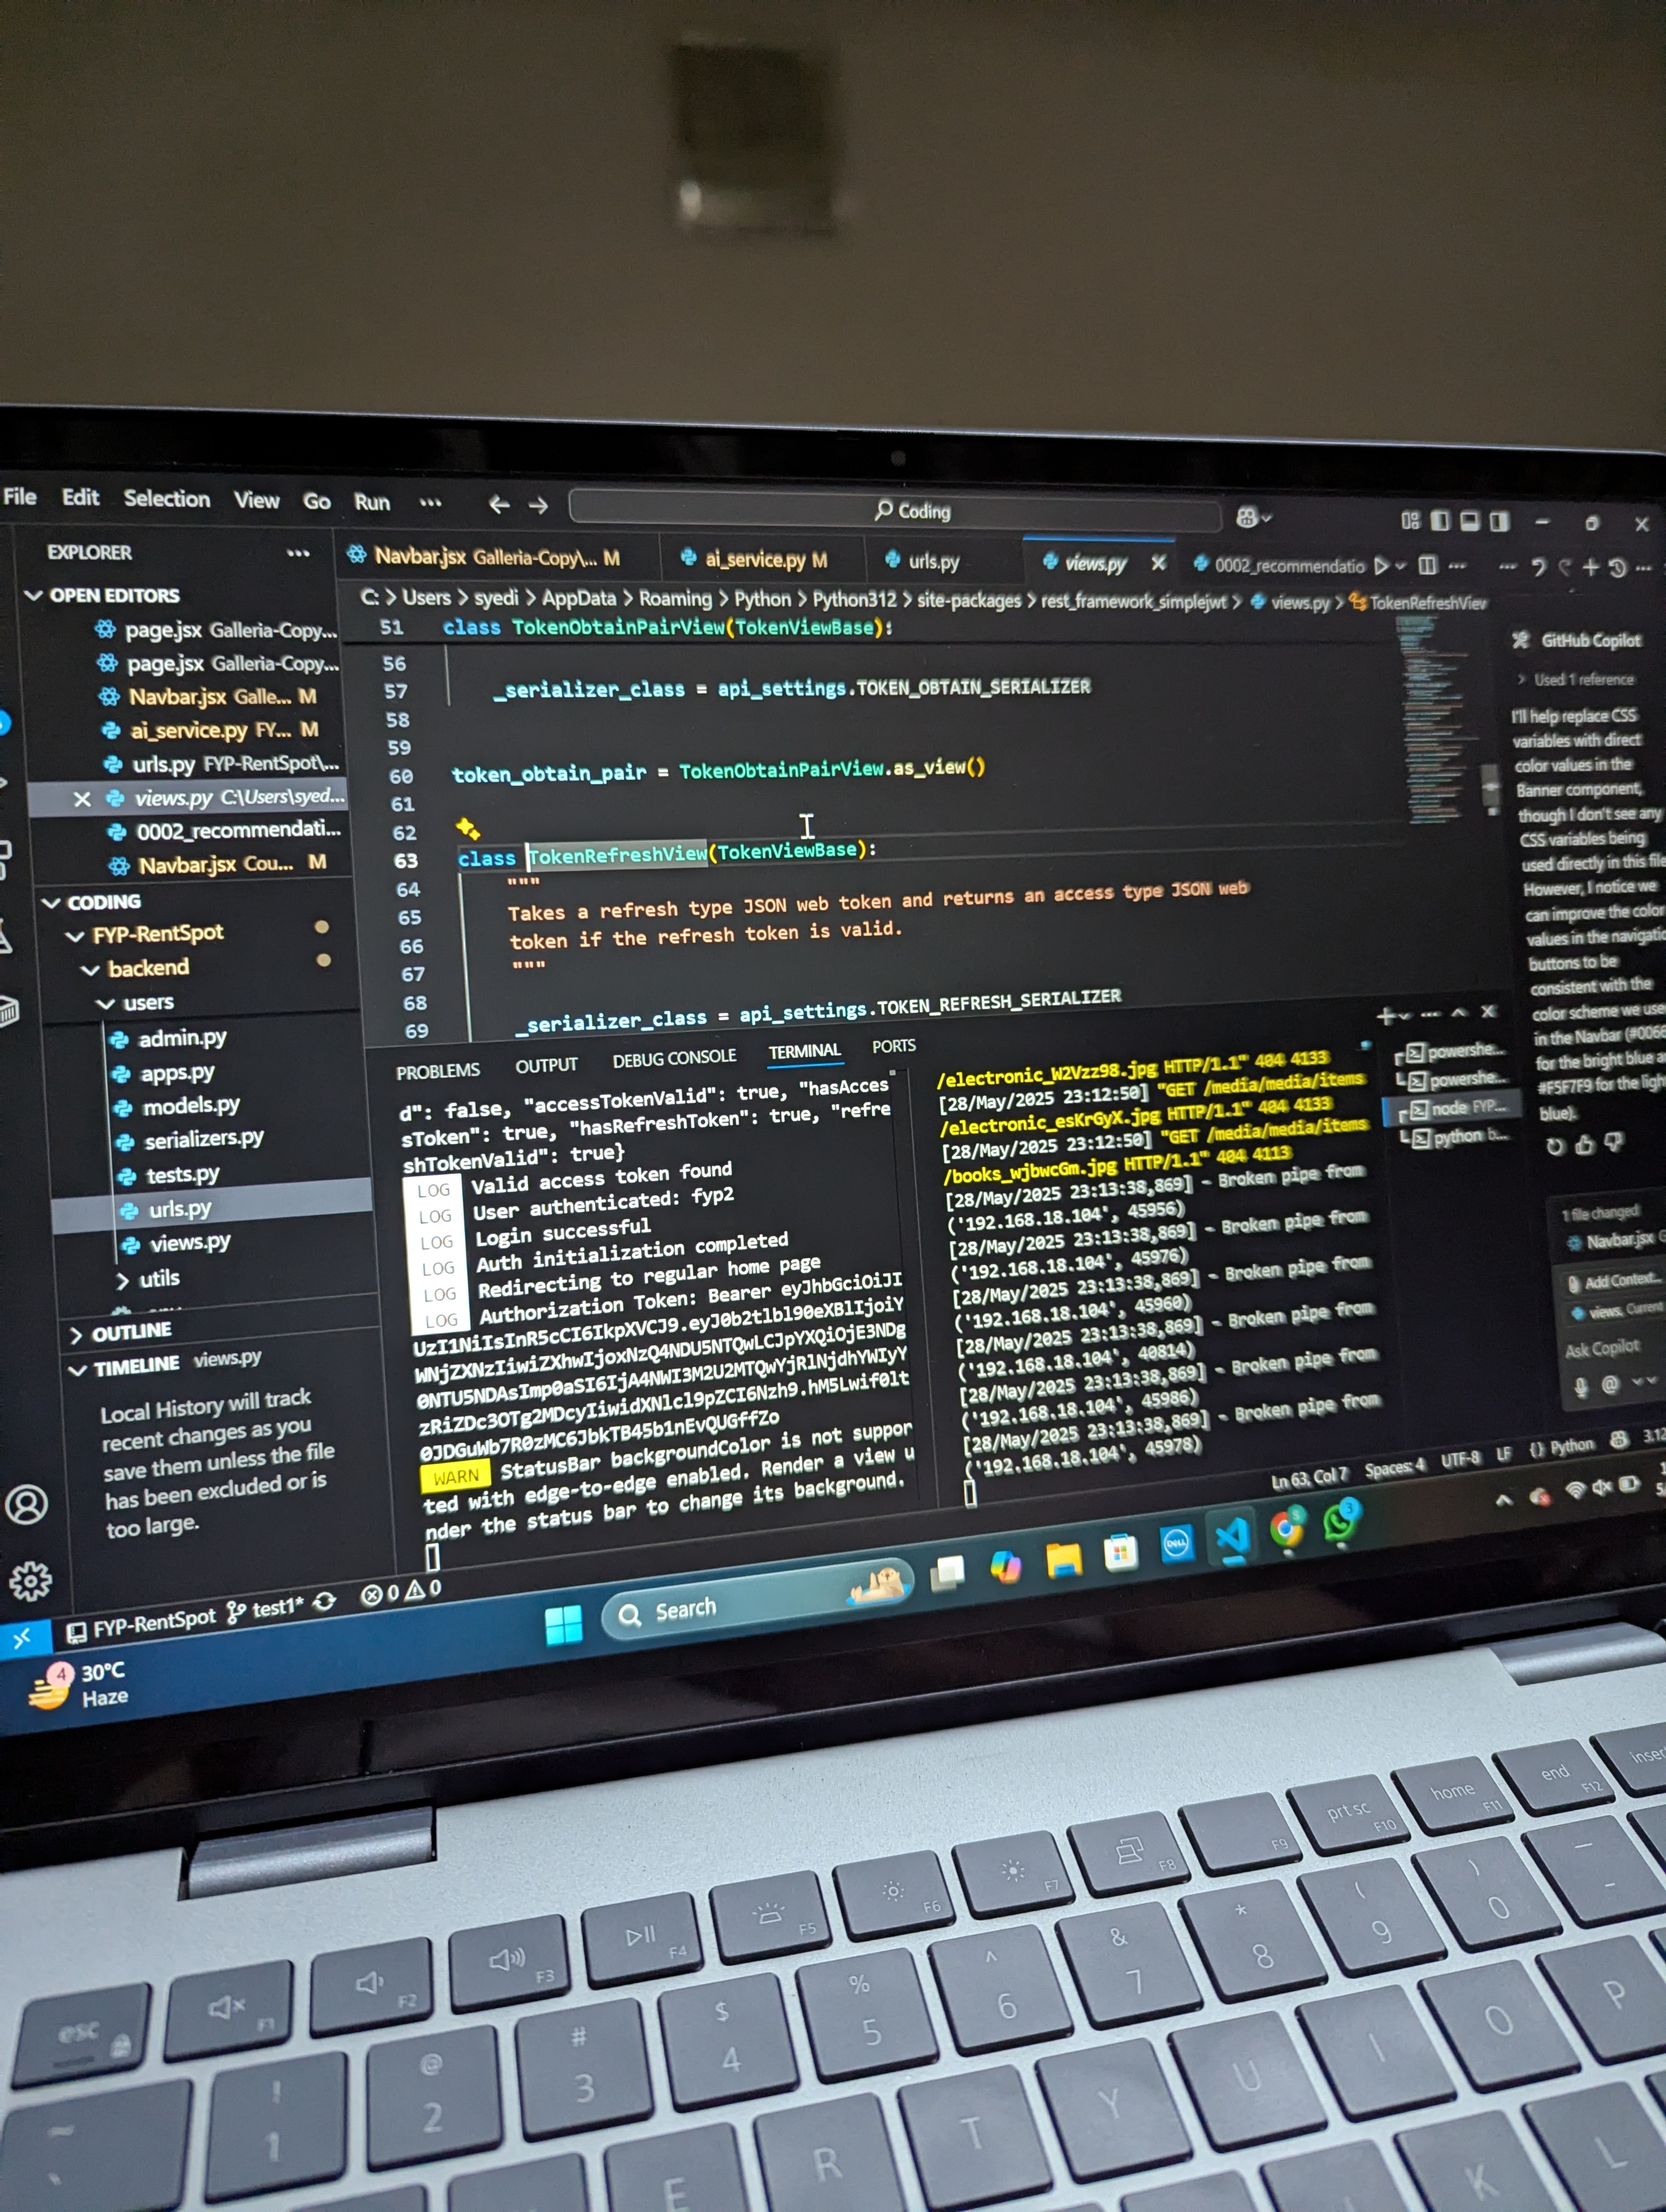 File Edit Selection View Go Run ... Coding
EXPLORER ...
OPEN EDITORS
page.jsx Galleria-Copy...
page.jsx Galleria-Copy...
Navbar.jsx Galle... M
ai_service.py FY... M
urls.py FYP-RentSpot\...
views.py C:\Users\syed...
0002_recommendati...
Navbar.jsx Cou... M
CODING
FYP-RentSpot
backend
users
admin.py
apps.py
models.py
serializers.py
tests.py
urls.py
views.py
utils
OUTLINE
TIMELINE views.py
Local History will track
recent changes as you
save them unless the file
has been excluded or is
too large.
Navbar.jsx Galleria-Copy\... M ai_service.py M urls.py views.py 0002_recommendatio ...
C: > Users > syedi > AppData > Roaming > Python > Python312 > site-packages > rest_framework_simplejwt > views.py > TokenRefreshView
51 class TokenObtainPairView(TokenViewBase):
56
57 _serializer_class = api_settings.TOKEN_OBTAIN_SERIALIZER
58
59
60 token_obtain_pair = TokenObtainPairView.as_view()
61
62
63 class TokenRefreshView(TokenViewBase):
64 """
65 Takes a refresh type JSON web token and returns an access type JSON web
66 token if the refresh token is valid.
67 """
68
69 _serializer_class = api_settings.TOKEN_REFRESH_SERIALIZER
PROBLEMS OUTPUT DEBUG CONSOLE TERMINAL PORTS
d": false, "accessTokenValid": true, "hasAcces
sToken": true, "hasRefreshToken": true, "refre
shTokenValid": true}
LOG Valid access token found
LOG User authenticated: fyp2
LOG Login successful
LOG Auth initialization completed
LOG Redirecting to regular home page
LOG Authorization Token: Bearer eyJhbGciOiJI
UzI1NiIsInR5cCI6IkpXVCJ9.eyJ0b2tlbl90eXBlIjoiY
WNjZXNzIiwiZXhwIjoxNzQ4NDU5NTQwLCJpYXQiOjE3NDg
0NTU5NDAsImp0aSI6IjA4NWI3M2U2MTQwYjRlNjdhYWIyY
zRiZDc3OTg2MDcyIiwidXNlcl9pZCI6Nzh9.hM5Lwif0lt
0JDGuWb7R0zMC6JbkTB45b1nEvQUGffZo
WARN StatusBar backgroundColor is not suppor
ted with edge-to-edge enabled. Render a view u
nder the status bar to change its background.
/electronic_W2Vzz98.jpg HTTP/1.1" 404 4133
[28/May/2025 23:12:50] "GET /media/media/items
/electronic_esKrGyX.jpg HTTP/1.1" 404 4133
[28/May/2025 23:12:50] "GET /media/media/items
/books_wjbwcGm.jpg HTTP/1.1" 404 4113
[28/May/2025 23:13:38,869] - Broken pipe from
('192.168.18.104', 45956)
[28/May/2025 23:13:38,869] - Broken pipe from
('192.168.18.104', 45976)
[28/May/2025 23:13:38,869] - Broken pipe from
('192.168.18.104', 45960)
[28/May/2025 23:13:38,869] - Broken pipe from
('192.168.18.104', 40814)
[28/May/2025 23:13:38,869] - Broken pipe from
('192.168.18.104', 45986)
[28/May/2025 23:13:38,869] - Broken pipe from
('192.168.18.104', 45978)
powershe...
powershe...
node FYP...
python b...
GitHub Copilot
Used 1 reference
I'll help replace CSS
variables with direct
color values in the
Banner component,
though I don't see any
CSS variables being
used directly in this file
However, I notice we
can improve the color
values in the navigatic
buttons to be
consistent with the
color scheme we use
in the Navbar (#0066
for the bright blue a
#F5F7F9 for the ligh
blue).
1 file changed
Navbar.jsx G
Add Context...
views. Current
Ask Copilot
FYP-RentSpot test1* 0 0
Ln 63, Col 7 Spaces: 4 UTF-8 LF {} Python 3.12
4 30°C
Haze
Search
DELL
S
3
esc F1 F2 F3 F4 F5 F6 F7 F8 F9 prt sc F10 home F11 end F12 inser
~ ` ! 1 @ 2 # 3 $ 4 % 5 ^ 6 & 7 * 8 ( 9 ) 0 _ -
E R T Y U I O P
K L